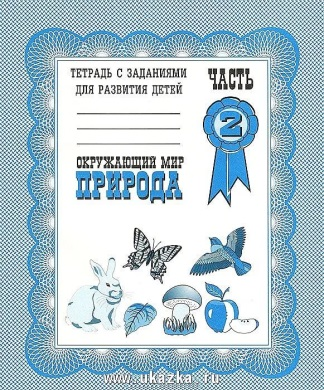 ТЕТРАДЬ С ЗАДАНИЯМИ
ДЛЯ РАЗВИТИЯ ДЕТЕЙ
ЧАСТЬ
2
ОКРУЖАЮЩИЙ МИР
ПРИРОДА
www.ukazka.ru